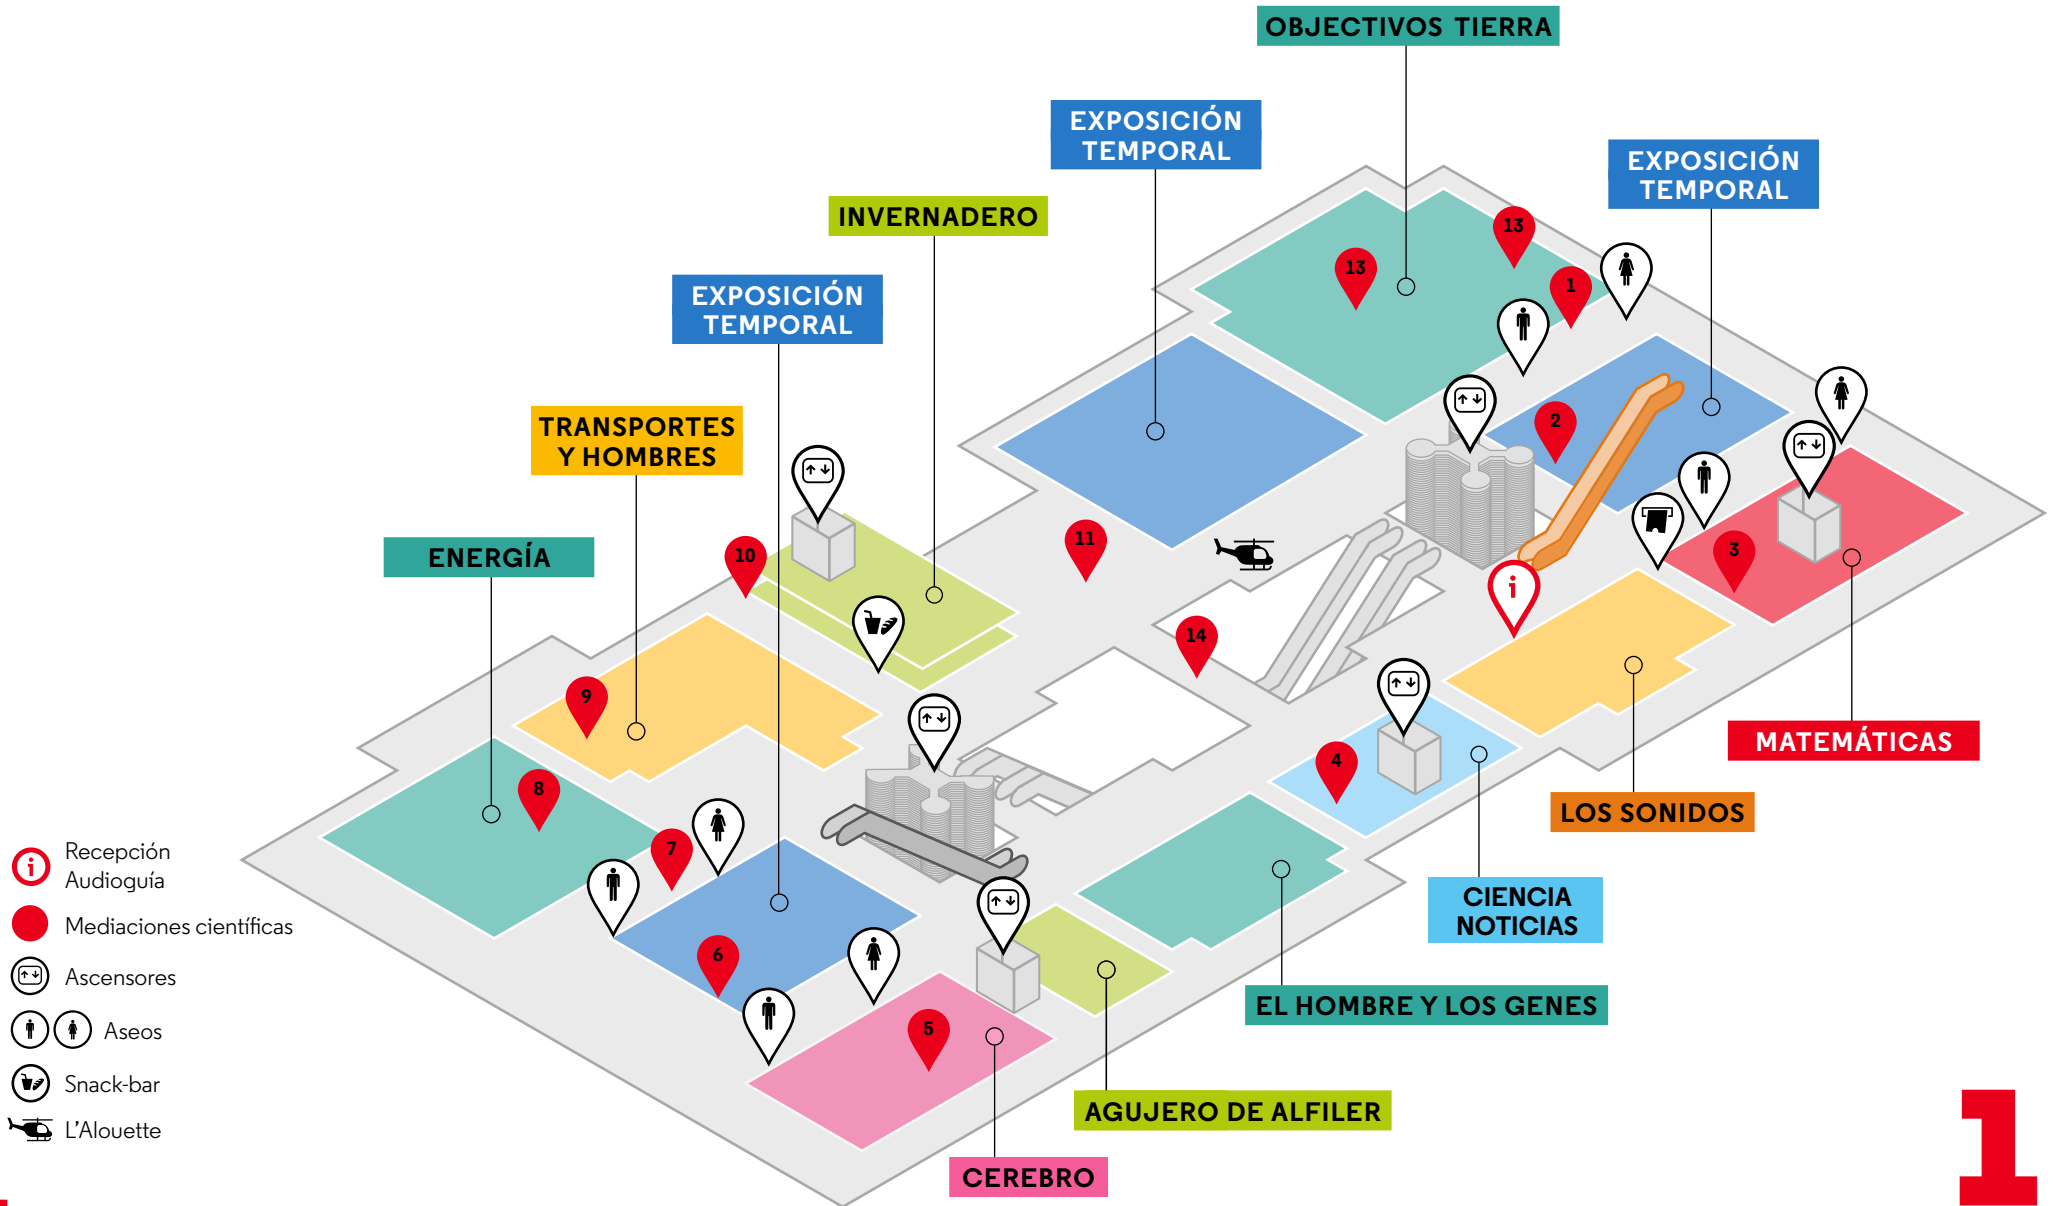 OBJECTIVOS TIERRA
EXPOSICIÓN
TEMPORAL
EXPOSICIÓN
TEMPORAL
INVERNADERO
EXPOSICIÓN
TEMPORAL
TRANSPORTES
Y HOMBRES
ENERGÍA
13
13
1
2
3
10
11
14
9
8
7
6
5
4
i
MATEMÁTICAS
LOS SONIDOS
CIENCIA
NOTICIAS
EL HOMBRE Y LOS GENES
AGUJERO DE ALFILER
CEREBRO
i
Recepción
Audioguía
Mediaciones científicas
Ascensores
Aseos
Snack-bar
L'Alouette
1